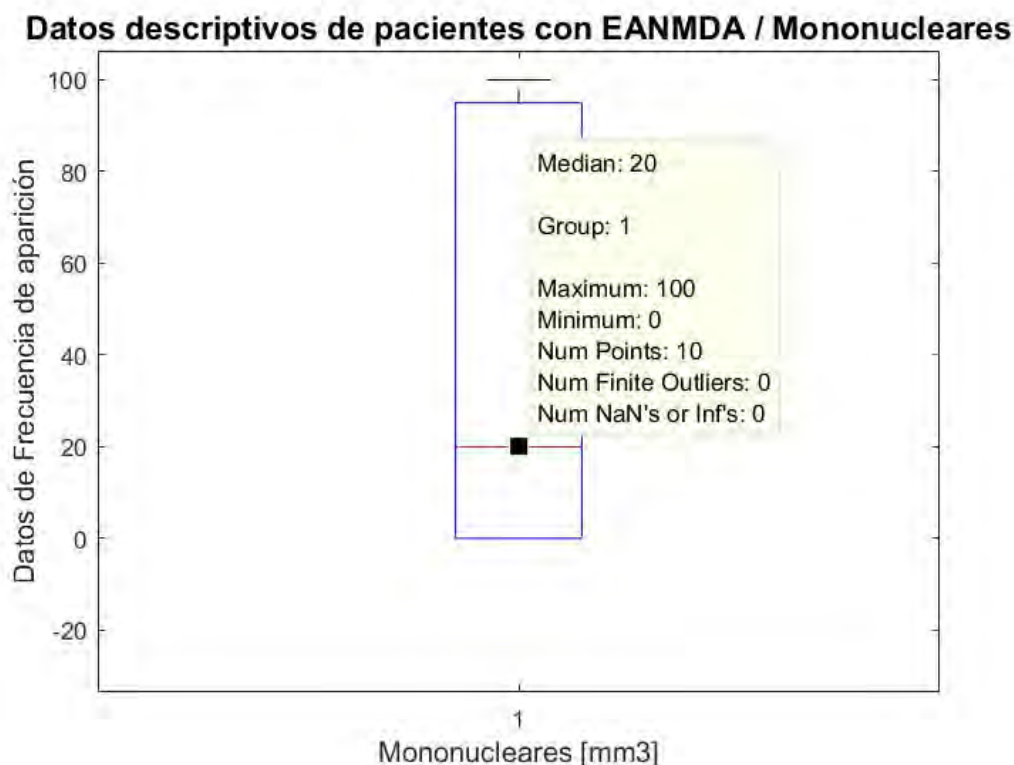 Datos descriptivos de pacientes con EANMDA / Mononucleares
Datos de Frecuencia de aparición
100
80
60
40
20
0
-20
Median: 20
Group: 1
Maximum: 100
Minimum: 0
Num Points: 10
Num Finite Outliers: 0
Num NaN's or Inf's: 0
1
Mononucleares [mm3]